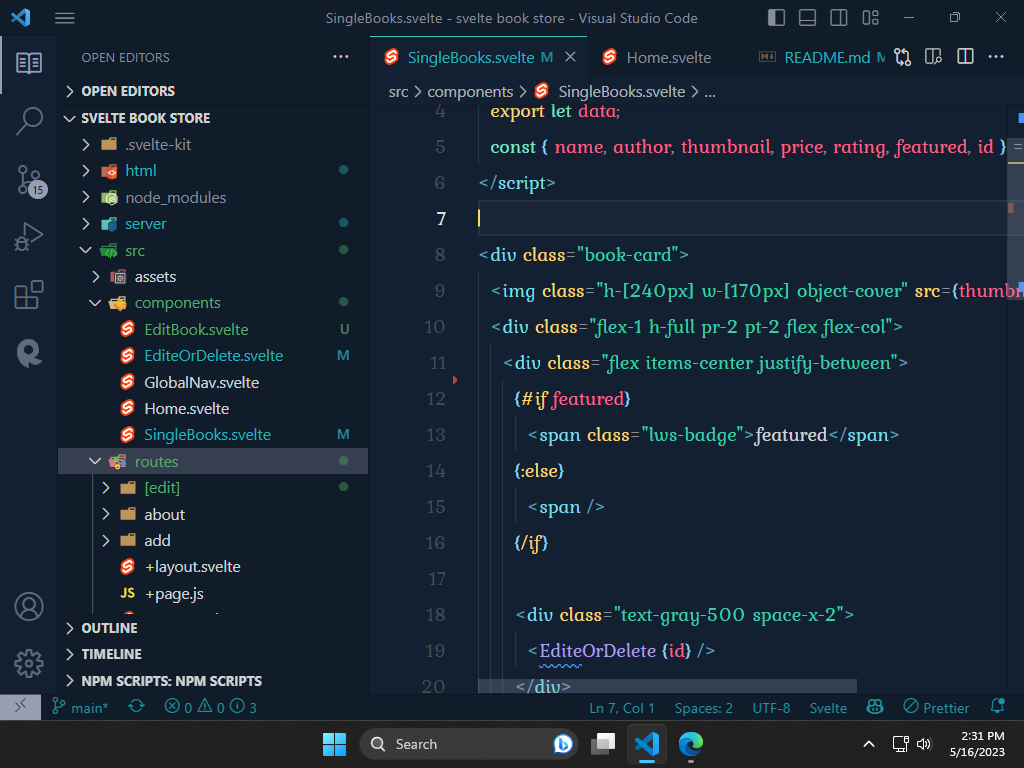 SingleBooks.svelte - svelte book store - Visual Studio Code
OPEN EDITORS
SingleBooks.svelte M
Home.svelte
README.md M
OPEN EDITORS
src > components > SingleBooks.svelte > ...
SVELTE BOOK STORE
.svelte-kit
html
node_modules
server
src
assets
components
EditBook.svelte U
EditeOrDelete.svelte M
GlobalNav.svelte
Home.svelte
SingleBooks.svelte M
routes
[edit]
about
add
+layout.svelte
JS +page.js
OUTLINE
TIMELINE
NPM SCRIPTS: NPM SCRIPTS
15
4 export let data;
5 const { name, author, thumbnail, price, rating, featured, id }
6 </script>
7
8 <div class="book-card">
9 <img class="h-[240px] w-[170px] object-cover" src={thumbn
10 <div class="flex-1 h-full pr-2 pt-2 flex flex-col">
11 <div class="flex items-center justify-between">
12 {#if featured}
13 <span class="lws-badge">featured</span>
14 {:else}
15 <span />
16 {/if}
17
18 <div class="text-gray-500 space-x-2">
19 <EditeOrDelete {id} />
20 </div>
main* 0 0 3
Ln 7, Col 1 Spaces: 2 UTF-8 Svelte Prettier
Search
2:31 PM
5/16/2023